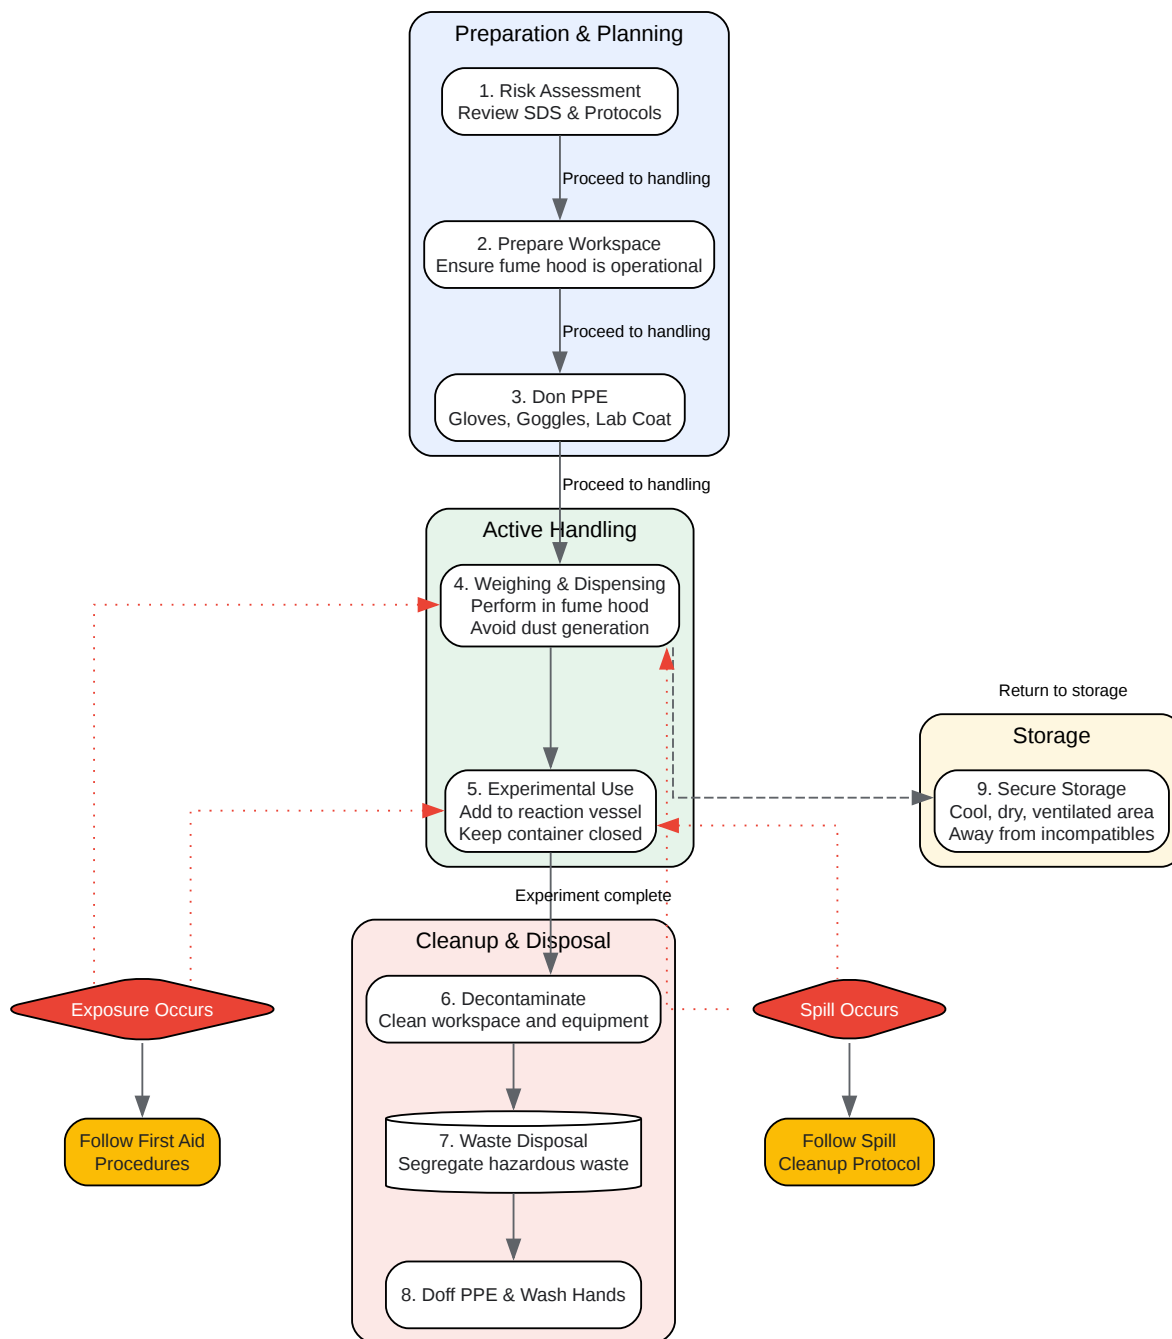 Preparation & Planning
1. Risk Assessment
Review SDS & Protocols
Proceed to handling
2. Prepare Workspace
Ensure fume hood is operational
Proceed to handling
3. Don PPE
Gloves, Goggles, Lab Coat
Proceed to handling
Active Handling
4. Weighing & Dispensing
Perform in fume hood
Avoid dust generation
Return to storage
Storage
5. Experimental Use
Add to reaction vessel
Keep container closed
9. Secure Storage
Cool, dry, ventilated area
Away from incompatibles
Experiment complete
Cleanup & Disposal
6. Decontaminate
Clean workspace and equipment
Exposure Occurs
Spill Occurs
Follow First Aid
Procedures
7. Waste Disposal
Segregate hazardous waste
Follow Spill
Cleanup Protocol
8. Doff PPE & Wash Hands